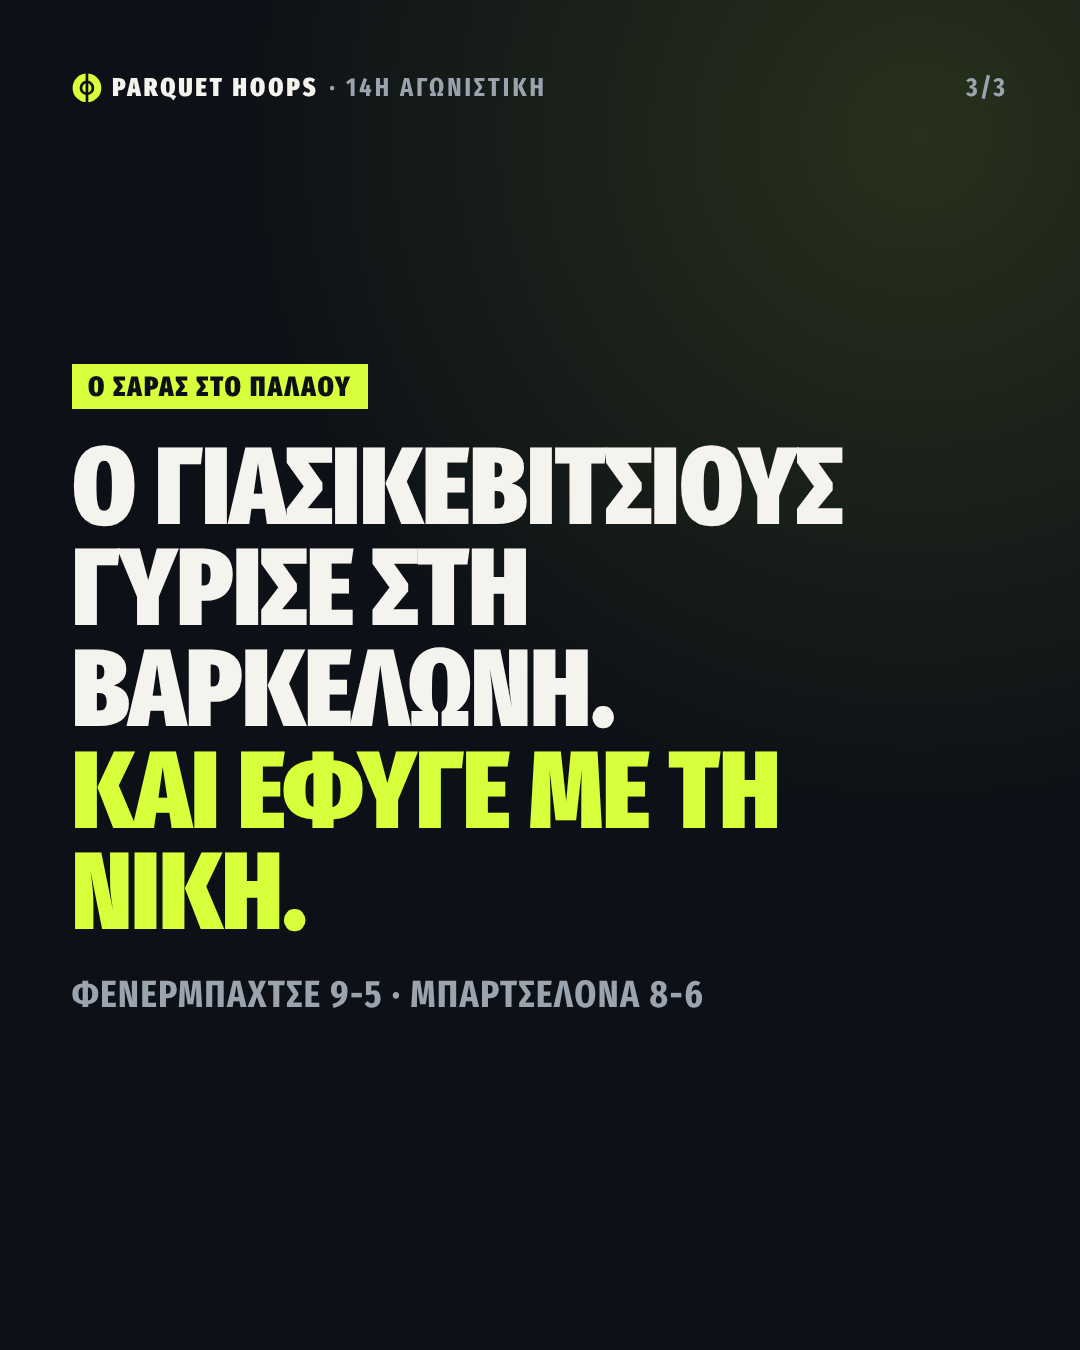 PARQUET HOOPS · 14Η ΑΓΩΝΙΣΤΙΚΗ 3/3
Ο ΣΑΡΑΣ ΣΤΟ ΠΑΛΑΟΥ
Ο ΓΙΑΣΙΚΕΒΙΤΣΙΟΥΣ
ΓΥΡΙΣΕ ΣΤΗ
ΒΑΡΚΕΛΩΝΗ.
ΚΑΙ ΕΦΥΓΕ ΜΕ ΤΗ
ΝΙΚΗ.
ΦΕΝΕΡΜΠΑΧΤΣΕ 9-5 · ΜΠΑΡΤΣΕΛΟΝΑ 8-6